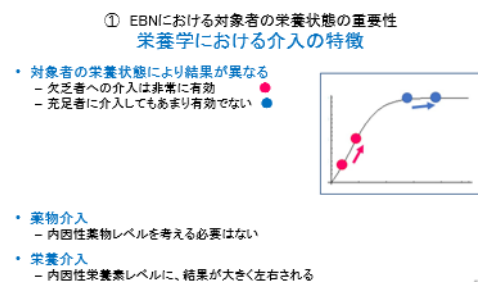 ① EBNにおける対象者の栄養状態の重要性
栄養学における介入の特徴
• 対象者の栄養状態により結果が異なる
– 欠乏者への介入は非常に有効
– 充足者に介入してもあまり有効でない
• 薬物介入
– 内因性薬物レベルを考える必要はない
• 栄養介入
– 内因性栄養素レベルに、結果が大きく左右される